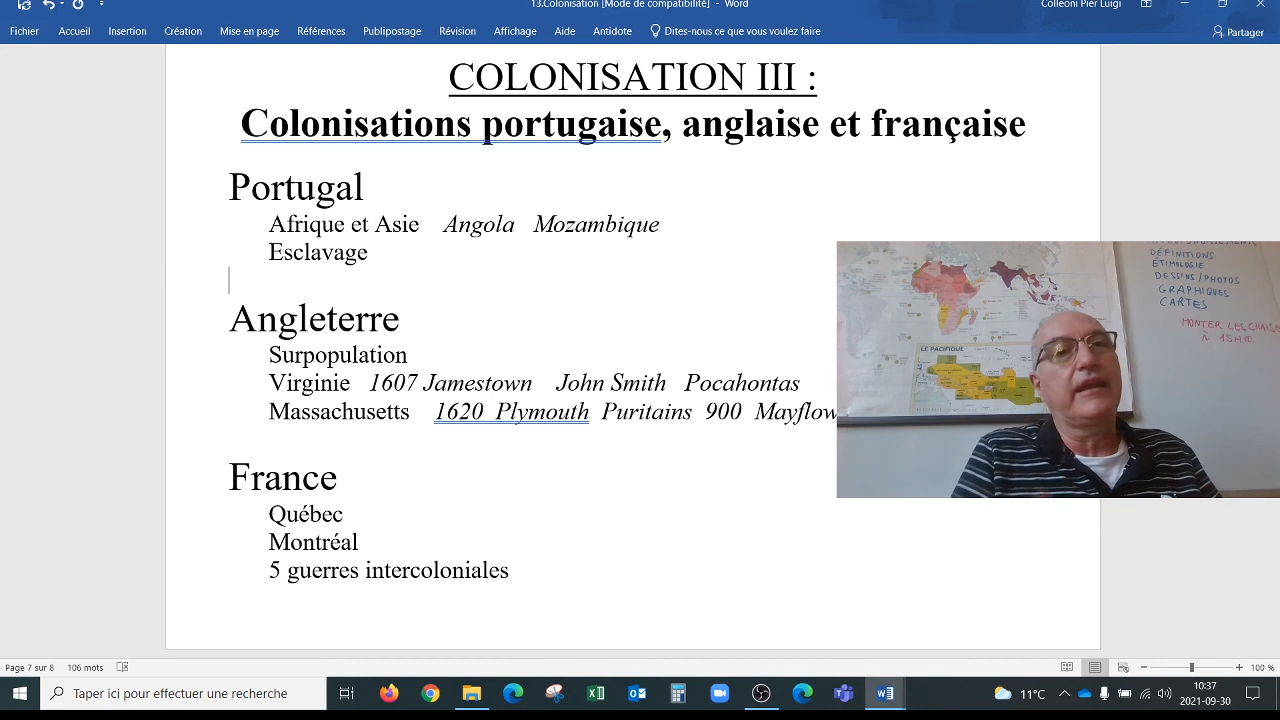 13.Colonisation [Mode de compatibilité] - Word
Colleoni Pier Luigi
Fichier Accueil Insertion Création Mise en page Références Publipostage Révision Affichage Aide Antidote Dites-nous ce que vous voulez faire Partager
COLONISATION III :
Colonisations portugaise, anglaise et française
Portugal
Afrique et Asie Angola Mozambique
Esclavage
Angleterre
Surpopulation
Virginie 1607 Jamestown John Smith Pocahontas
Massachusetts 1620 Plymouth Puritains 900 Mayflow
France
Québec
Montréal
5 guerres intercoloniales
DÉFINITIONS
ÉTIMOLOGIE
DESSINS/PHOTOS
GRAPHIQUES
CARTES
MONTER LES CHAISE
À 15H10
LE PACIFIQUE
Page 7 sur 8 106 mots
100 %
Taper ici pour effectuer une recherche
11°C
10:37
2021-09-30